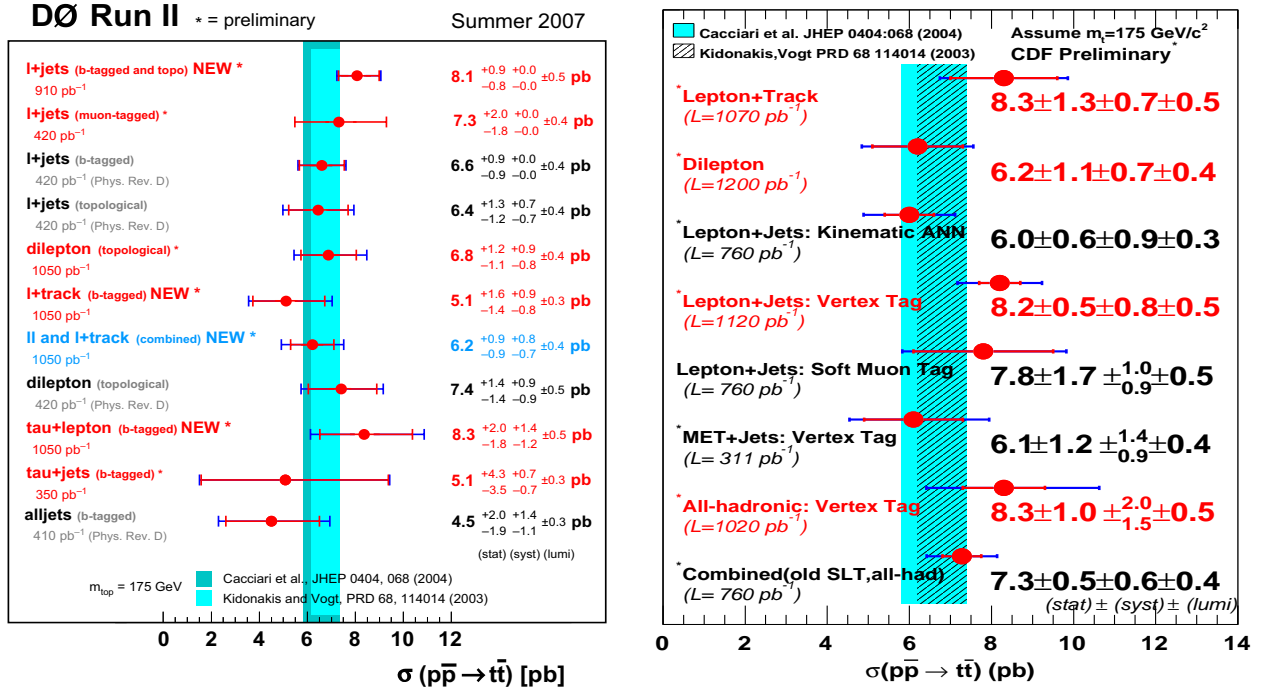 DØ Run II * = preliminary Summer 2007
l+jets (b-tagged and topo) NEW * 8.1 +0.9 −0.8 +0.0 −0.0 ±0.5 pb
910 pb⁻¹
l+jets (muon-tagged) * 7.3 +2.0 −1.8 +0.0 −0.0 ±0.4 pb
420 pb⁻¹
l+jets (b-tagged) 6.6 +0.9 −0.9 +0.0 −0.0 ±0.4 pb
420 pb⁻¹ (Phys. Rev. D)
l+jets (topological) 6.4 +1.3 −1.2 +0.7 −0.7 ±0.4 pb
420 pb⁻¹ (Phys. Rev. D)
dilepton (topological) * 6.8 +1.2 −1.1 +0.9 −0.8 ±0.4 pb
1050 pb⁻¹
l+track (b-tagged) NEW * 5.1 +1.6 −1.4 +0.9 −0.8 ±0.3 pb
1050 pb⁻¹
ll and l+track (combined) NEW * 6.2 +0.9 −0.9 +0.8 −0.7 ±0.4 pb
1050 pb⁻¹
dilepton (topological) 7.4 +1.4 −1.4 +0.9 −0.9 ±0.5 pb
420 pb⁻¹ (Phys. Rev. D)
tau+lepton (b-tagged) NEW * 8.3 +2.0 −1.8 +1.4 −1.2 ±0.5 pb
1050 pb⁻¹
tau+jets (b-tagged) * 5.1 +4.3 −3.5 +0.7 −0.7 ±0.3 pb
350 pb⁻¹
alljets (b-tagged) 4.5 +2.0 −1.9 +1.4 −1.1 ±0.3 pb
410 pb⁻¹ (Phys. Rev. D)
(stat) (syst) (lumi)
m_top = 175 GeV
Cacciari et al., JHEP 0404, 068 (2004)
Kidonakis and Vogt, PRD 68, 114014 (2003)
0 2 4 6 8 10 12
σ (pp̅ → tt̅) [pb]
Cacciari et al. JHEP 0404:068 (2004)
Kidonakis,Vogt PRD 68 114014 (2003)
Assume mₜ=175 GeV/c²
CDF Preliminary*
*Lepton+Track 8.3±1.3±0.7±0.5
(L=1070 pb⁻¹)
*Dilepton 6.2±1.1±0.7±0.4
(L=1200 pb⁻¹)
*Lepton+Jets: Kinematic ANN 6.0±0.6±0.9±0.3
(L= 760 pb⁻¹)
*Lepton+Jets: Vertex Tag 8.2±0.5±0.8±0.5
(L=1120 pb⁻¹)
Lepton+Jets: Soft Muon Tag 7.8±1.7 ±1.0 0.9±0.5
(L= 760 pb⁻¹)
*MET+Jets: Vertex Tag 6.1±1.2 ±1.4 0.9±0.4
(L= 311 pb⁻¹)
*All-hadronic: Vertex Tag 8.3±1.0 ±2.0 1.5±0.5
(L=1020 pb⁻¹)
*Combined(old SLT,all-had) 7.3±0.5±0.6±0.4
(L= 760 pb⁻¹)
(stat) ± (syst) ± (lumi)
0 2 4 6 8 10 12 14
σ(pp̅ → tt̅) (pb)